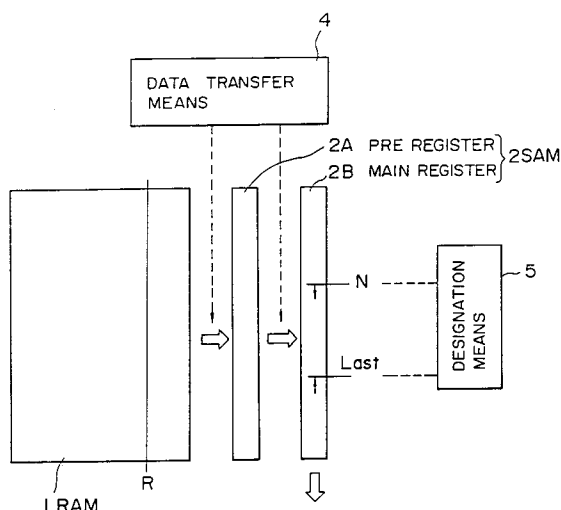 4
DATA TRANSFER
MEANS
2A PRE REGISTER
2B MAIN REGISTER
2SAM
N
5
DESIGNATION
MEANS
Last
R
1 RAM